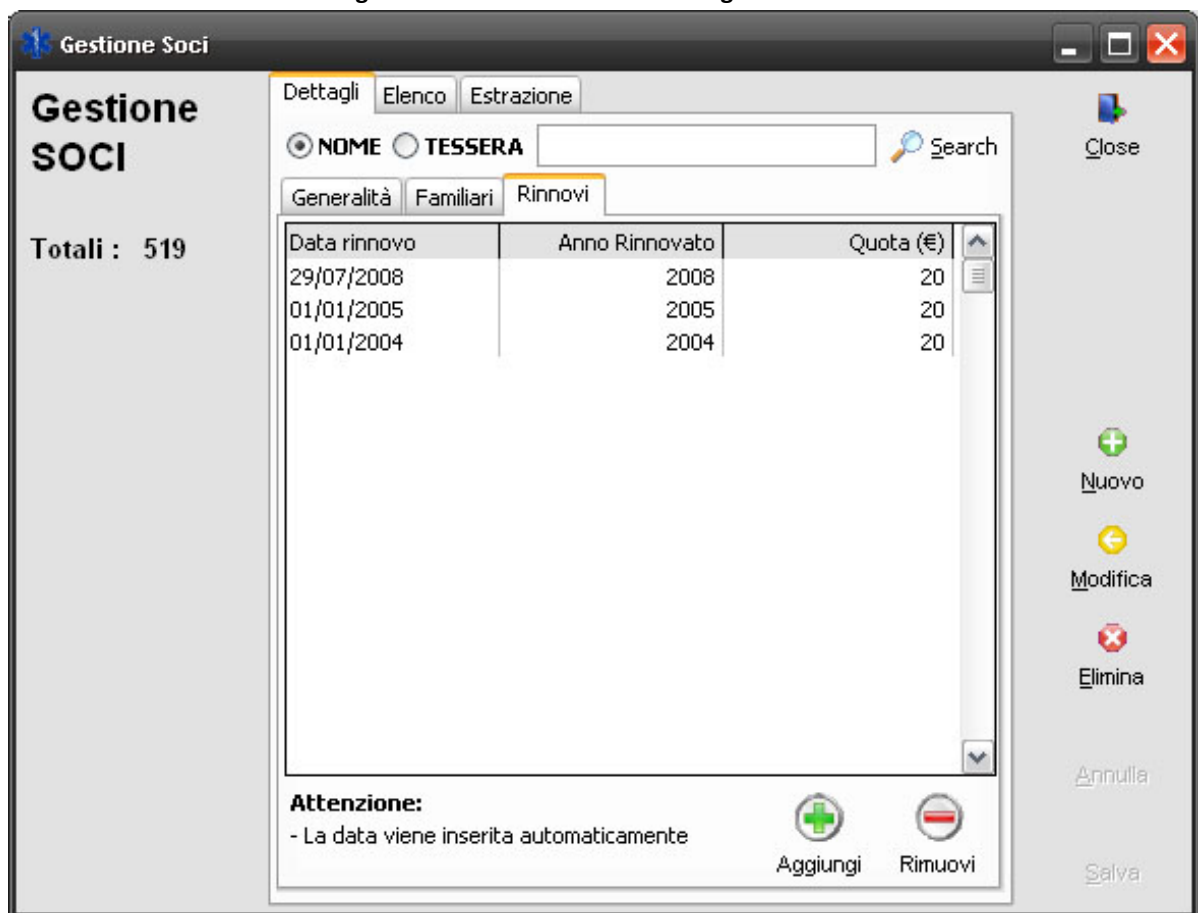 Gestione Soci
Gestione
SOCI
Totali : 519
Dettagli Elenco Estrazione
NOME TESSERA Search
Generalità Familiari Rinnovi
Data rinnovo Anno Rinnovato Quota (€)
29/07/2008 2008 20
01/01/2005 2005 20
01/01/2004 2004 20
Attenzione:
- La data viene inserita automaticamente
Aggiungi Rimuovi
Close
Nuovo
Modifica
Elimina
Annulla
Salva